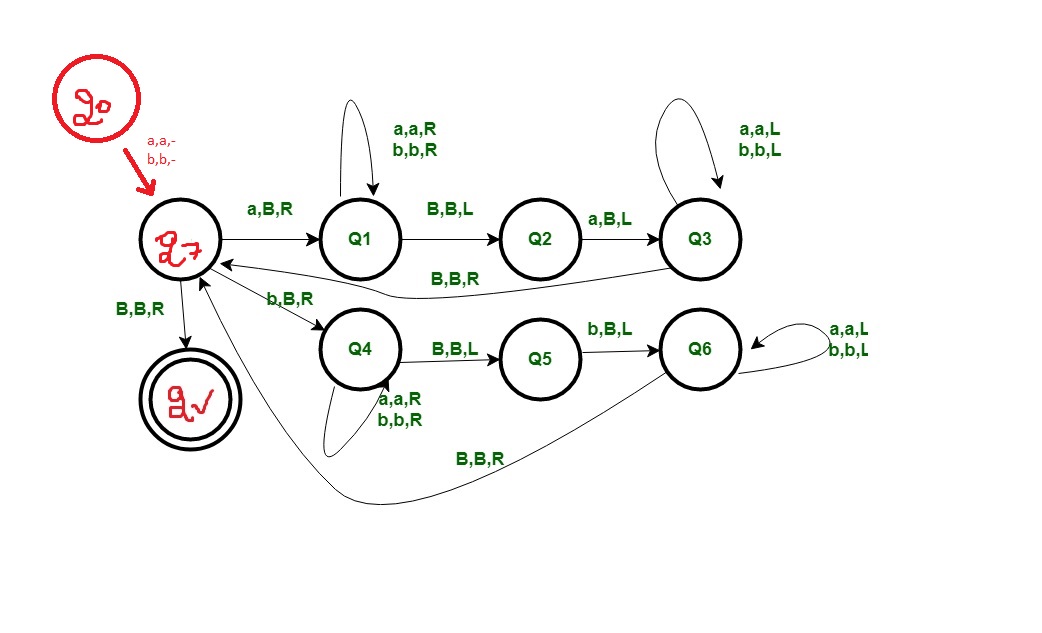 q0
a,a,-
b,b,-
a,a,R
b,b,R
a,a,L
b,b,L
a,B,R
B,B,L
a,B,L
q7
Q1
Q2
Q3
B,B,R
b,B,R
B,B,R
Q4
B,B,L
Q5
b,B,L
Q6
a,a,L
b,b,L
q✓
a,a,R
b,b,R
B,B,R